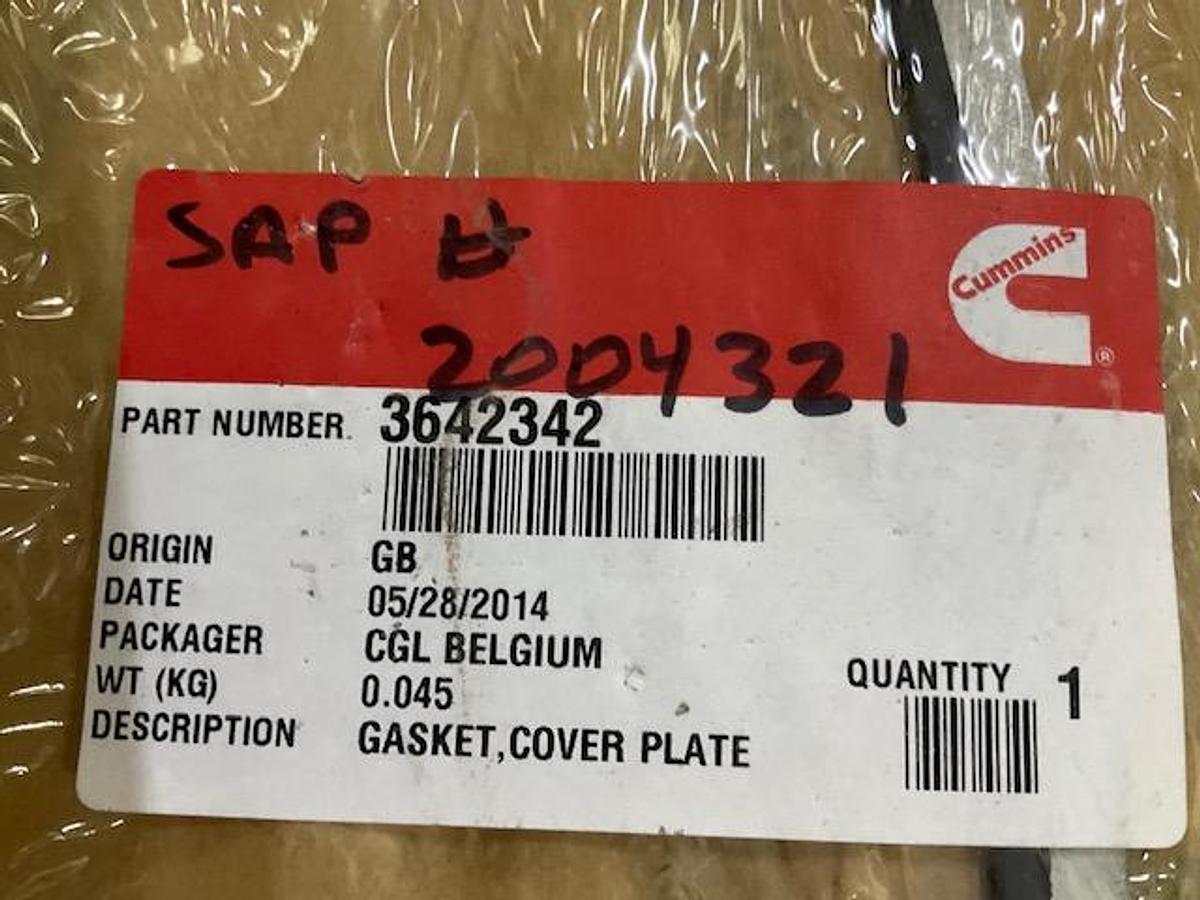 SAP #
Cummins
®
2004321
PART NUMBER. 3642342
ORIGIN GB
DATE 05/28/2014
PACKAGER CGL BELGIUM
WT (KG) 0.045
DESCRIPTION GASKET,COVER PLATE
QUANTITY 1